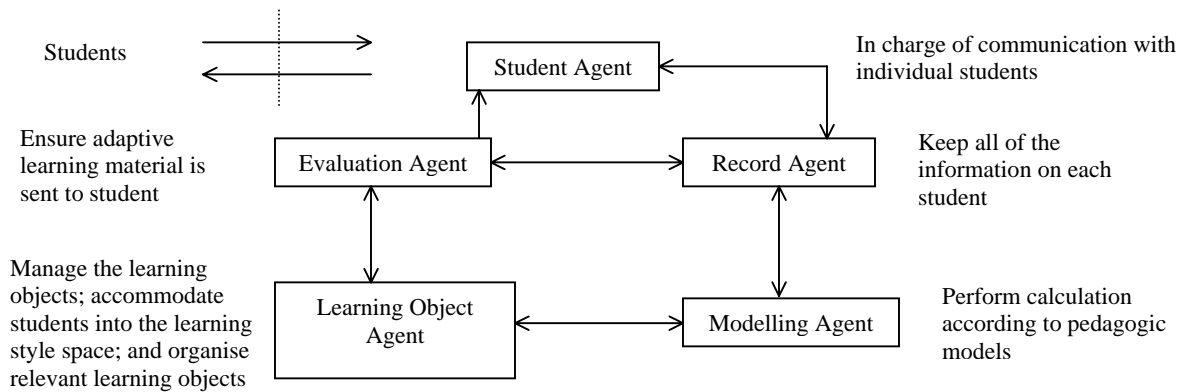 Students
Student Agent
In charge of communication with
individual students
Ensure adaptive
learning material is
sent to student
Evaluation Agent
Record Agent
Keep all of the
information on each
student
Manage the learning
objects; accommodate
students into the learning
style space; and organise
relevant learning objects
Learning Object
Agent
Modelling Agent
Perform calculation
according to pedagogic
models